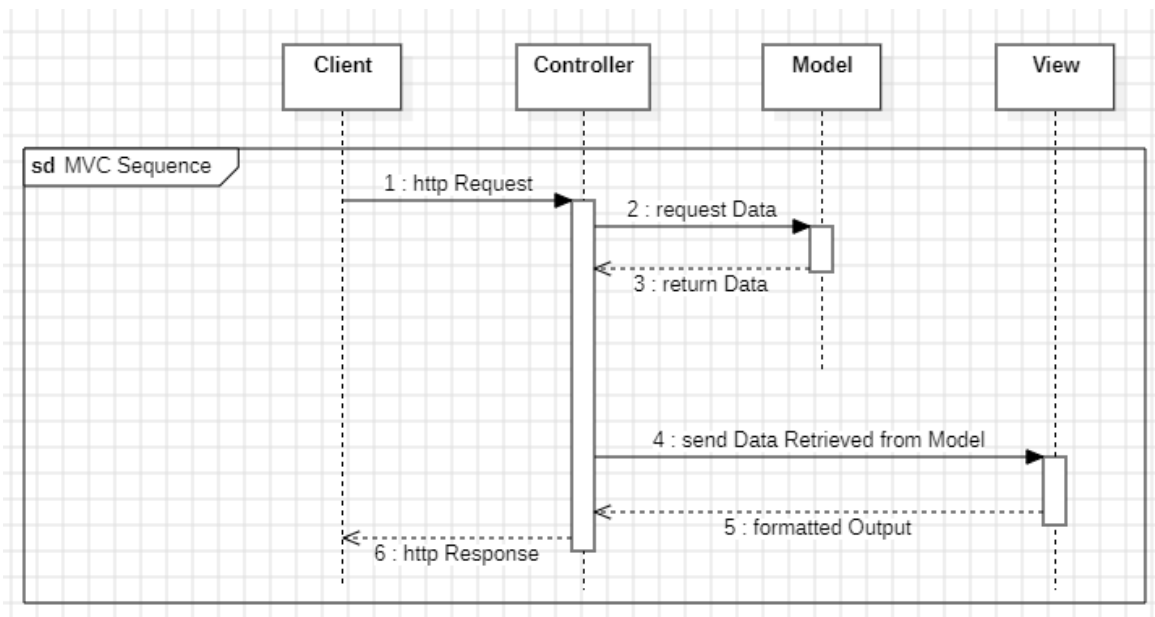 Client
Controller
Model
View
sd MVC Sequence
1 : http Request
2 : request Data
3 : return Data
4 : send Data Retrieved from Model
5 : formatted Output
6 : http Response